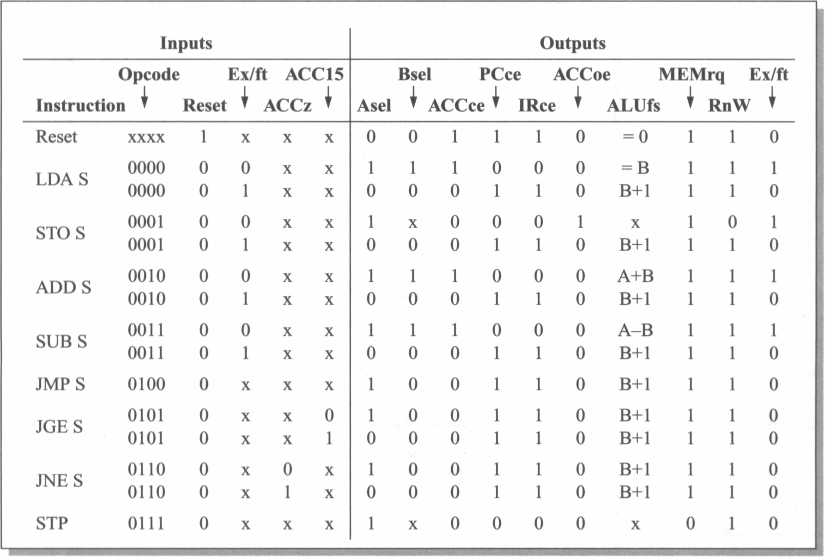 Inputs Outputs
Opcode Ex/ft ACC15 Bsel PCce ACCoe MEMrq Ex/ft
Instruction Reset ACCz Asel ACCce IRce ALUfs RnW
Reset xxxx 1 x x x 0 0 1 1 1 0 = 0 1 1 0
LDA S 0000 0 0 x x 1 1 1 0 0 0 = B 1 1 1
0000 0 1 x x 0 0 0 1 1 0 B+1 1 1 0
STO S 0001 0 0 x x 1 x 0 0 0 1 x 1 0 1
0001 0 1 x x 0 0 0 1 1 0 B+1 1 1 0
ADD S 0010 0 0 x x 1 1 1 0 0 0 A+B 1 1 1
0010 0 1 x x 0 0 0 1 1 0 B+1 1 1 0
SUB S 0011 0 0 x x 1 1 1 0 0 0 A–B 1 1 1
0011 0 1 x x 0 0 0 1 1 0 B+1 1 1 0
JMP S 0100 0 x x x 1 0 0 1 1 0 B+1 1 1 0
JGE S 0101 0 x x 0 1 0 0 1 1 0 B+1 1 1 0
0101 0 x x 1 0 0 0 1 1 0 B+1 1 1 0
JNE S 0110 0 x 0 x 1 0 0 1 1 0 B+1 1 1 0
0110 0 x 1 x 0 0 0 1 1 0 B+1 1 1 0
STP 0111 0 x x x 1 x 0 0 0 0 x 0 1 0